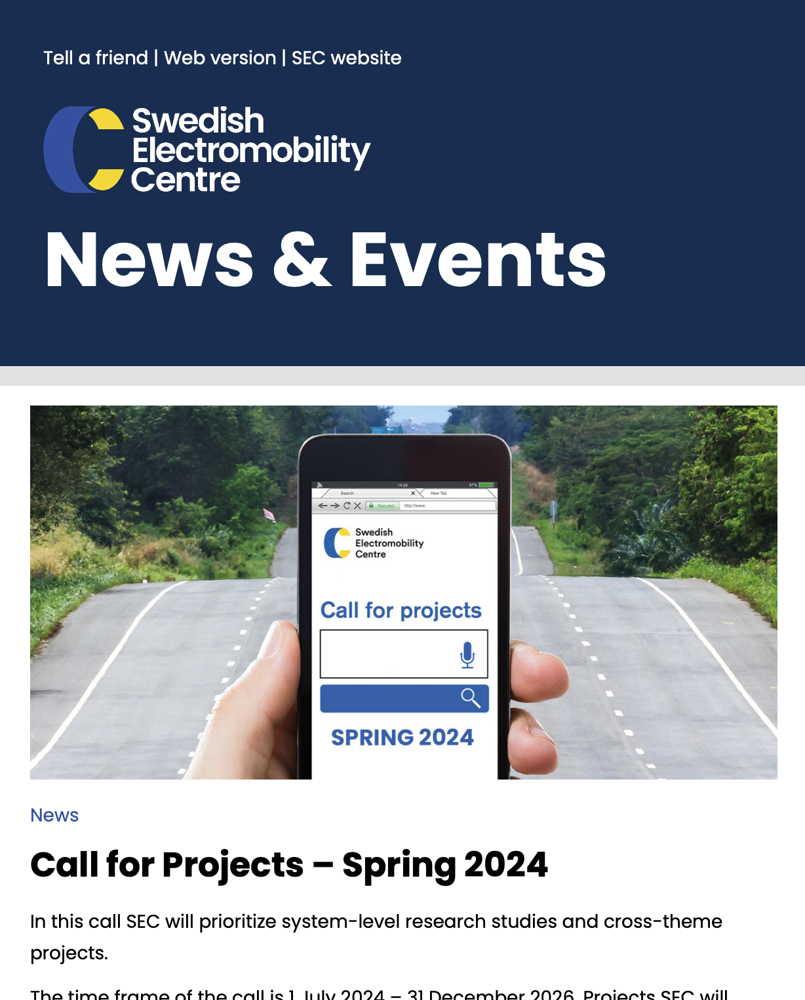 Tell a friend | Web version | SEC website
Swedish
Electromobility
Centre
News & Events
14:23
97%
Search
New Tab
Secured
http://www.
Swedish
Electromobility
Centre
Call for projects
SPRING 2024
News
Call for Projects – Spring 2024
In this call SEC will prioritize system-level research studies and cross-theme
projects.
The time frame of the call is 1 July 2024 – 31 December 2026. Projects SEC will